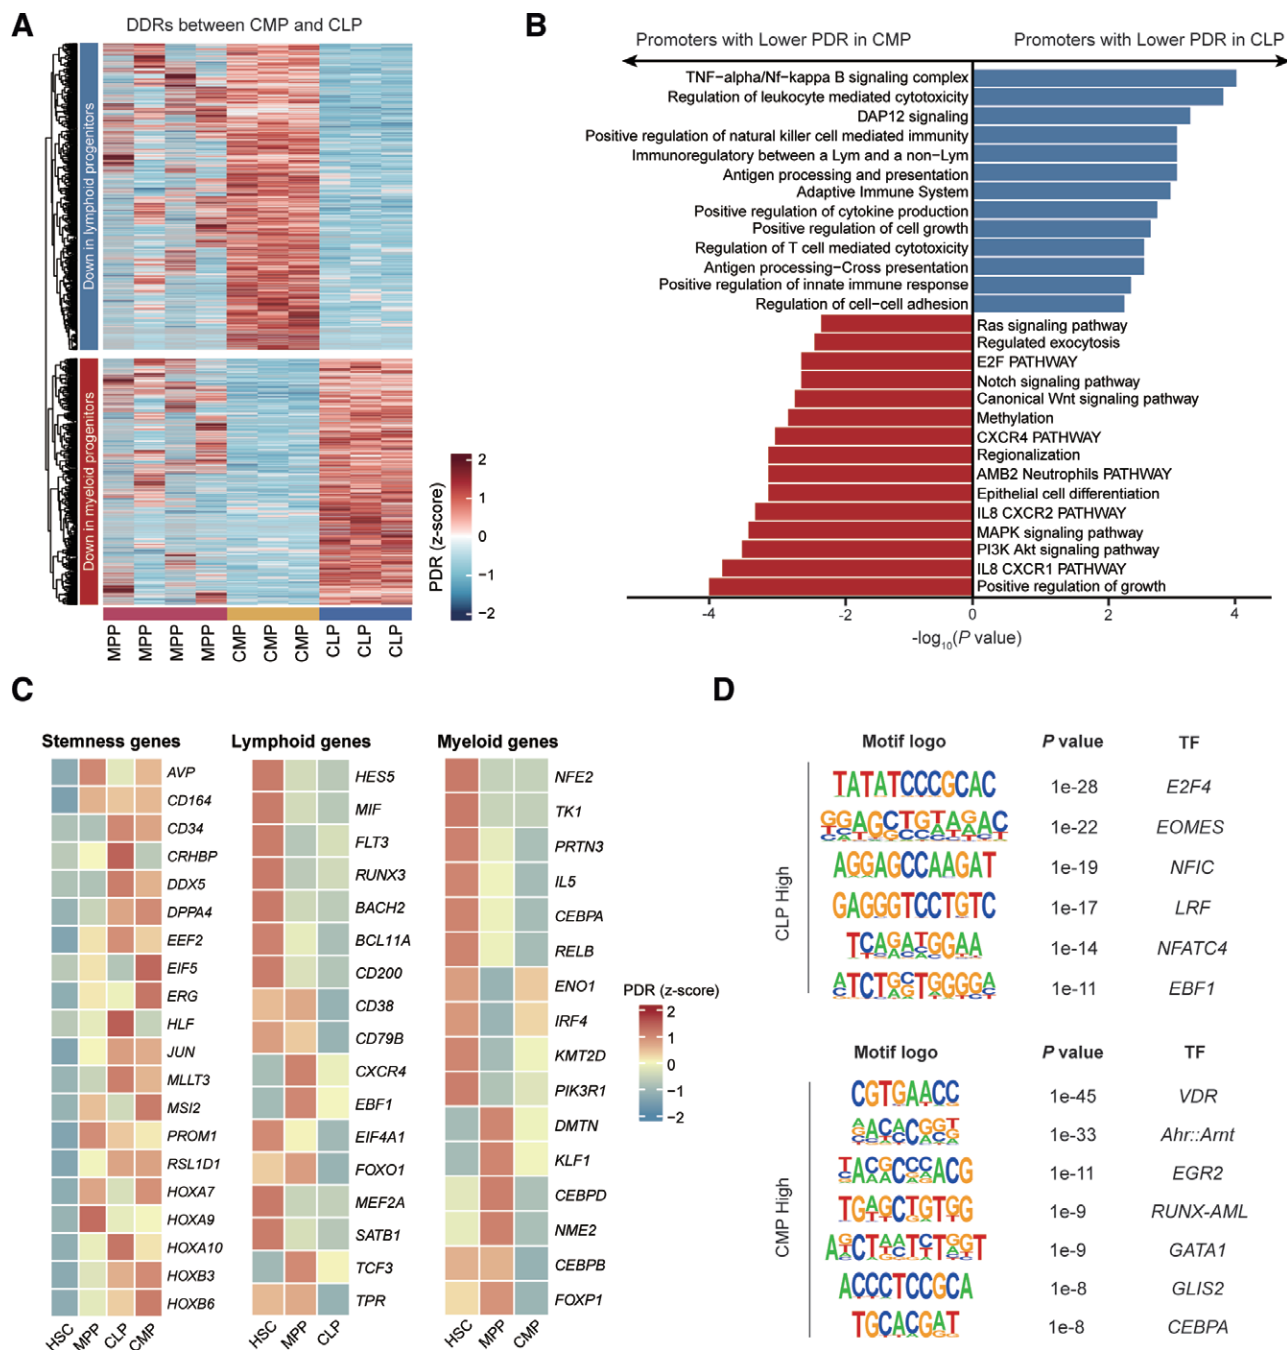 A
DDRs between CMP and CLP
Down in lymphoid progenitors
Down in myeloid progenitors
MPP
MPP
MPP
MPP
CMP
CMP
CMP
CLP
CLP
CLP
PDR (z-score)
2
1
0
−1
−2
B
Promoters with Lower PDR in CMP
Promoters with Lower PDR in CLP
TNF−alpha/Nf−kappa B signaling complex
Regulation of leukocyte mediated cytotoxicity
DAP12 signaling
Positive regulation of natural killer cell mediated immunity
Immunoregulatory between a Lym and a non−Lym
Antigen processing and presentation
Adaptive Immune System
Positive regulation of cytokine production
Positive regulation of cell growth
Regulation of T cell mediated cytotoxicity
Antigen processing−Cross presentation
Positive regulation of innate immune response
Regulation of cell−cell adhesion
Ras signaling pathway
Regulated exocytosis
E2F PATHWAY
Notch signaling pathway
Canonical Wnt signaling pathway
Methylation
CXCR4 PATHWAY
Regionalization
AMB2 Neutrophils PATHWAY
Epithelial cell differentiation
IL8 CXCR2 PATHWAY
MAPK signaling pathway
PI3K Akt signaling pathway
IL8 CXCR1 PATHWAY
Positive regulation of growth
-4 -2 0 2 4
-log10(P value)
C
Stemness genes
AVP
CD164
CD34
CRHBP
DDX5
DPPA4
EEF2
EIF5
ERG
HLF
JUN
MLLT3
MSI2
PROM1
RSL1D1
HOXA7
HOXA9
HOXA10
HOXB3
HOXB6
HSC MPP CLP CMP
Lymphoid genes
HES5
MIF
FLT3
RUNX3
BACH2
BCL11A
CD200
CD38
CD79B
CXCR4
EBF1
EIF4A1
FOXO1
MEF2A
SATB1
TCF3
TPR
HSC MPP CLP
Myeloid genes
NFE2
TK1
PRTN3
IL5
CEBPA
RELB
ENO1
IRF4
KMT2D
PIK3R1
DMTN
KLF1
CEBPD
NME2
CEBPB
FOXP1
HSC MPP CMP
PDR (z-score)
2
1
0
−1
−2
D
CLP High
Motif logo P value TF
TATATCCCGCAC 1e-28 E2F4
1e-22 EOMES
AGGAGCCAAGAT 1e-19 NFIC
GAGGGTCCTGTC 1e-17 LRF
1e-14 NFATC4
1e-11 EBF1
CMP High
Motif logo P value TF
CGTGAACC 1e-45 VDR
1e-33 Ahr::Arnt
1e-11 EGR2
1e-9 RUNX-AML
1e-9 GATA1
ACCCTCCGCA 1e-8 GLIS2
TGCACGAT 1e-8 CEBPA